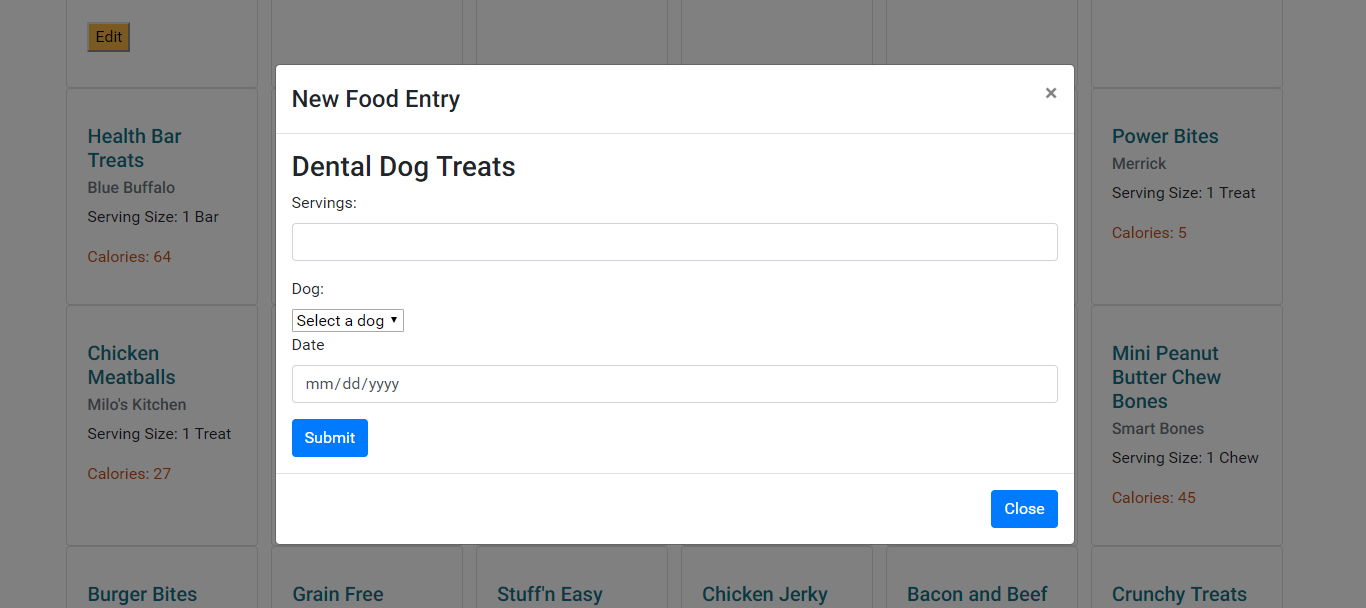 Edit
New Food Entry
×
Dental Dog Treats
Servings:
Dog:
Select a dog
Date
mm/dd/yyyy
Submit
Close
Health Bar
Treats
Blue Buffalo
Serving Size: 1 Bar
Calories: 64
Power Bites
Merrick
Serving Size: 1 Treat
Calories: 5
Chicken
Meatballs
Milo's Kitchen
Serving Size: 1 Treat
Calories: 27
Mini Peanut
Butter Chew
Bones
Smart Bones
Serving Size: 1 Chew
Calories: 45
Burger Bites
Grain Free
Stuff'n Easy
Chicken Jerky
Bacon and Beef
Crunchy Treats